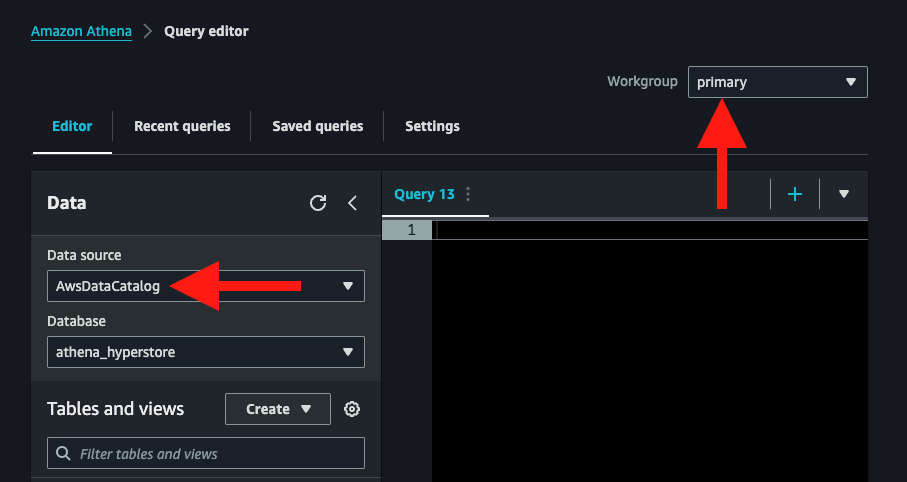 Amazon Athena > Query editor
Workgroup primary
Editor Recent queries Saved queries Settings
Data
Query 13
1
Data source
AwsDataCatalog
Database
athena_hyperstore
Tables and views Create
Filter tables and views